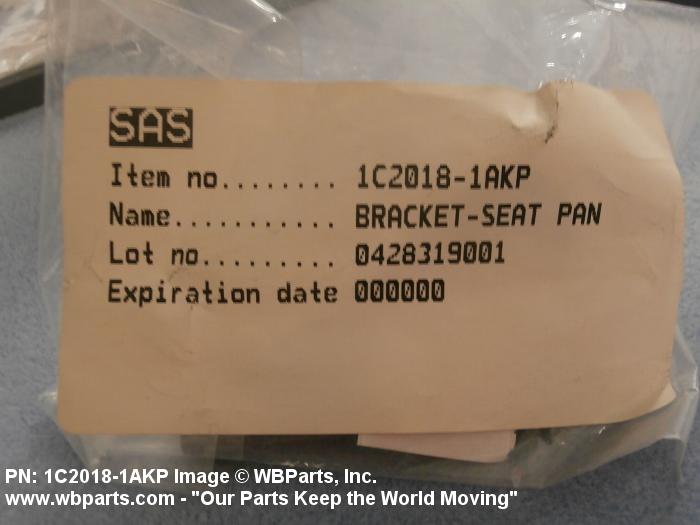 SAS
Item no........ 1C2018-1AKP
Name........... BRACKET-SEAT PAN
Lot no......... 0428319001
Expiration date 000000
PN: 1C2018-1AKP Image © WBParts, Inc.
www.wbparts.com - "Our Parts Keep the World Moving"